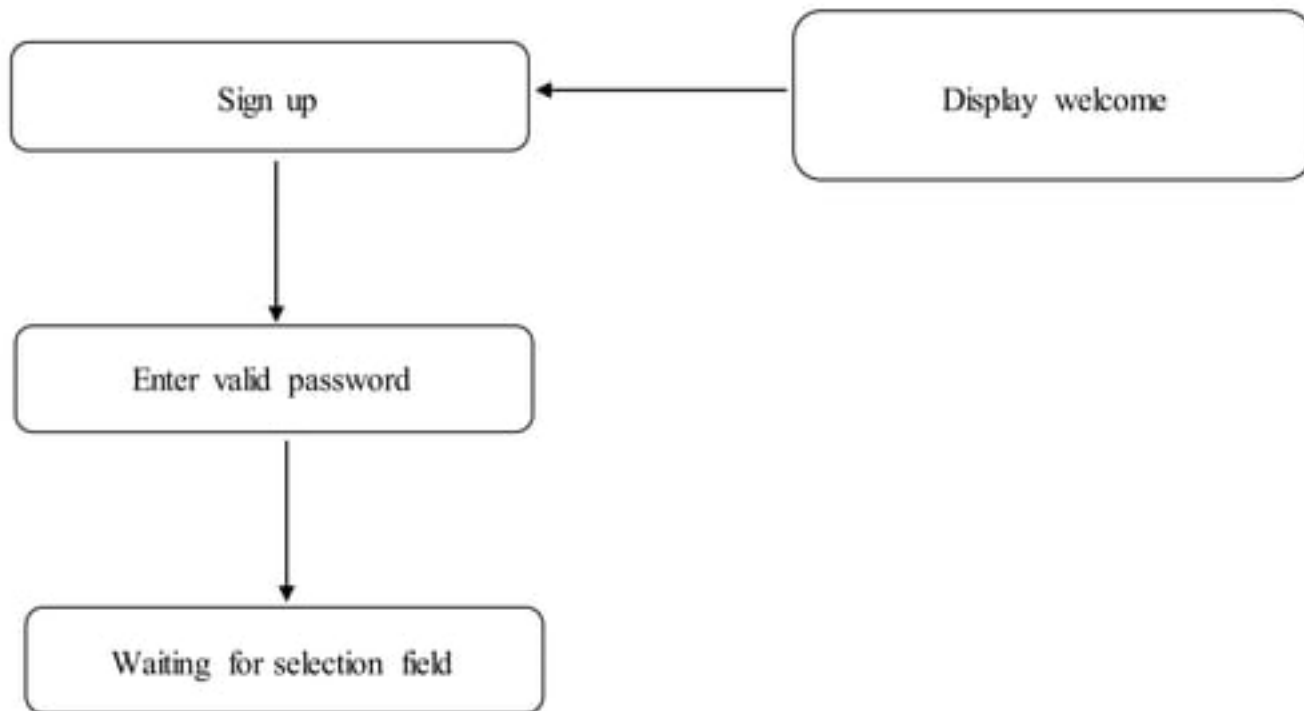 Sign up
Display welcome
Enter valid password
Waiting for selection field